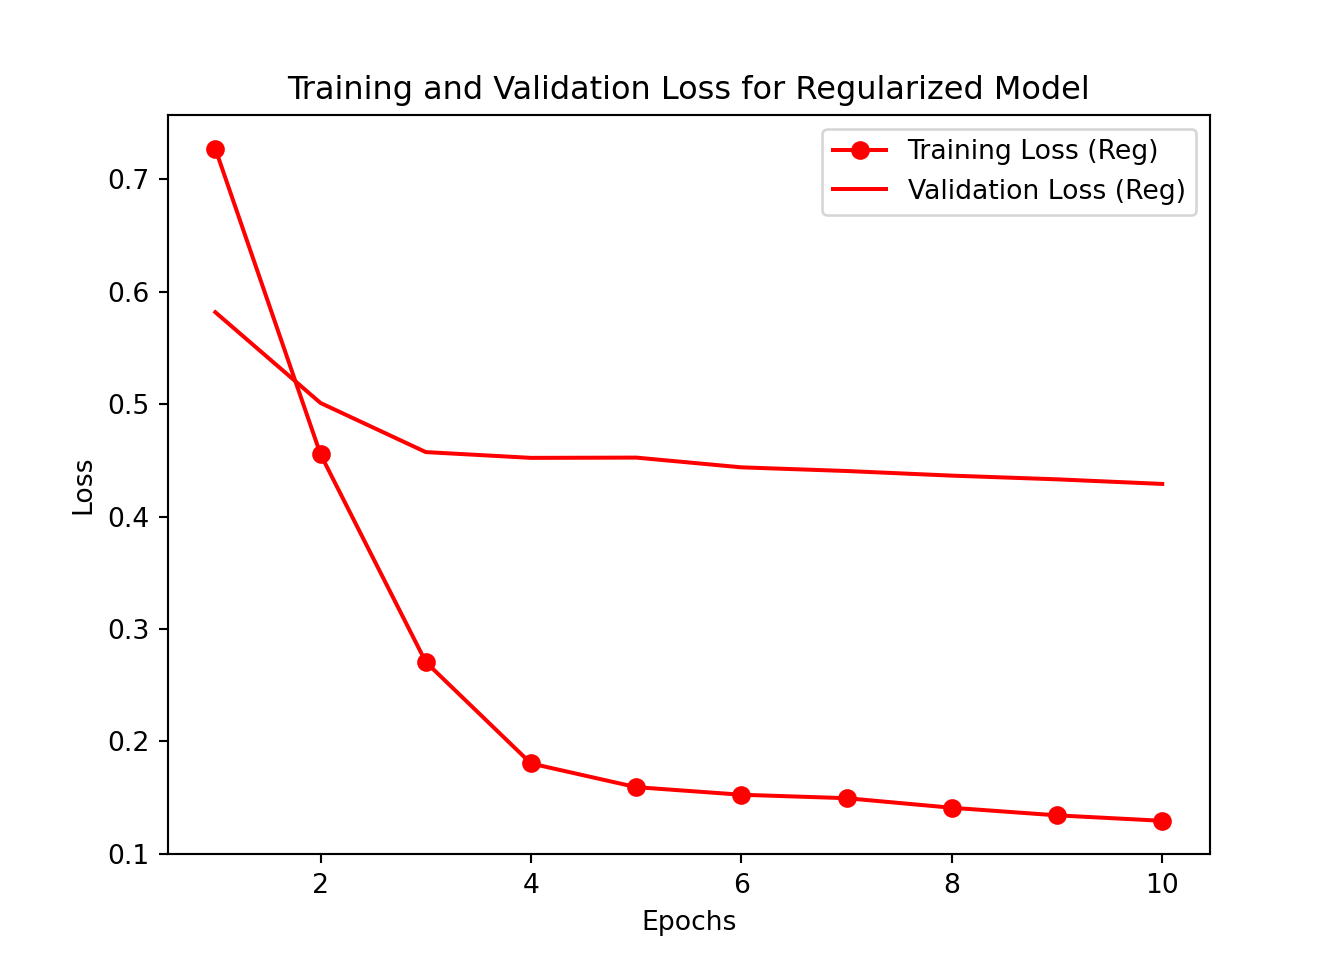 Training and Validation Loss for Regularized Model
Training Loss (Reg)
Validation Loss (Reg)
Loss
0.7
0.6
0.5
0.4
0.3
0.2
0.1
2 4 6 8 10
Epochs